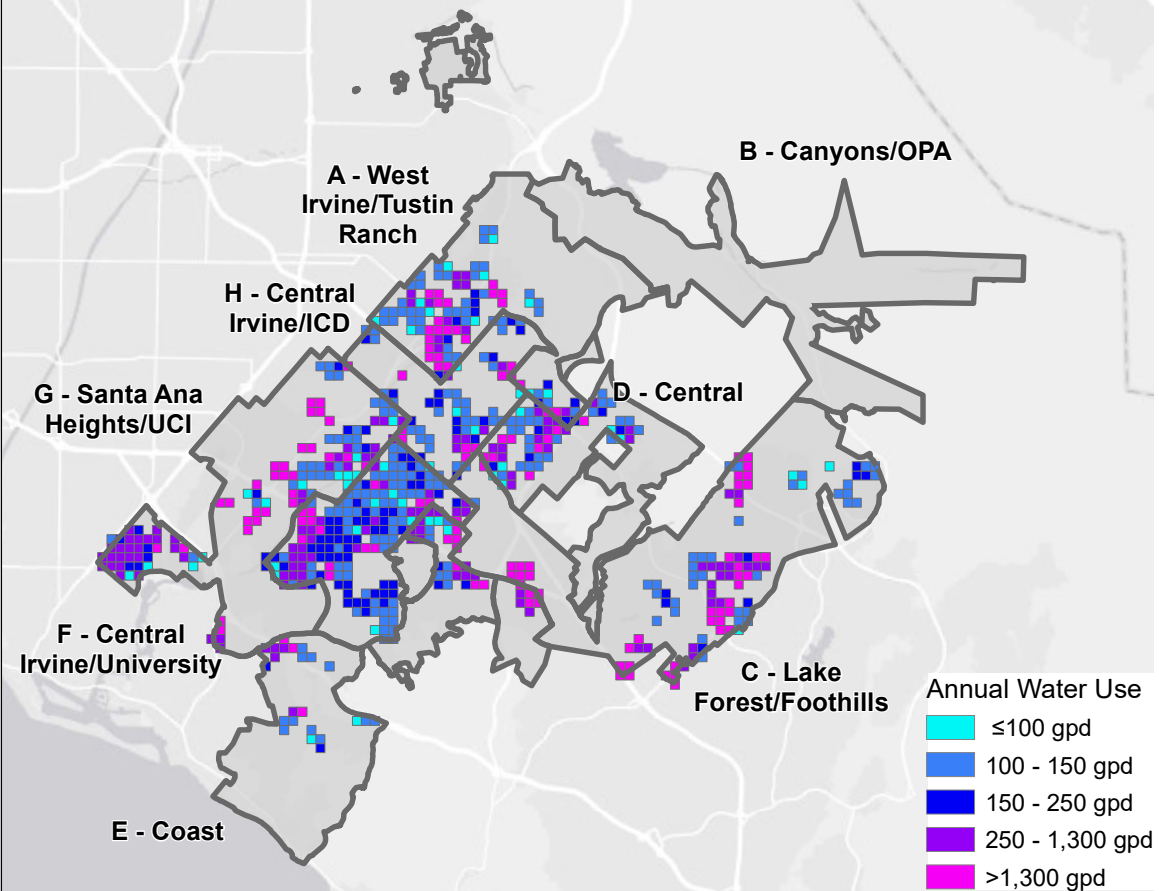 B - Canyons/OPA
A - West
Irvine/Tustin
Ranch
H - Central
Irvine/ICD
G - Santa Ana
Heights/UCI
D - Central
F - Central
Irvine/University
C - Lake
Forest/Foothills
E - Coast
Annual Water Use
≤100 gpd
100 - 150 gpd
150 - 250 gpd
250 - 1,300 gpd
>1,300 gpd